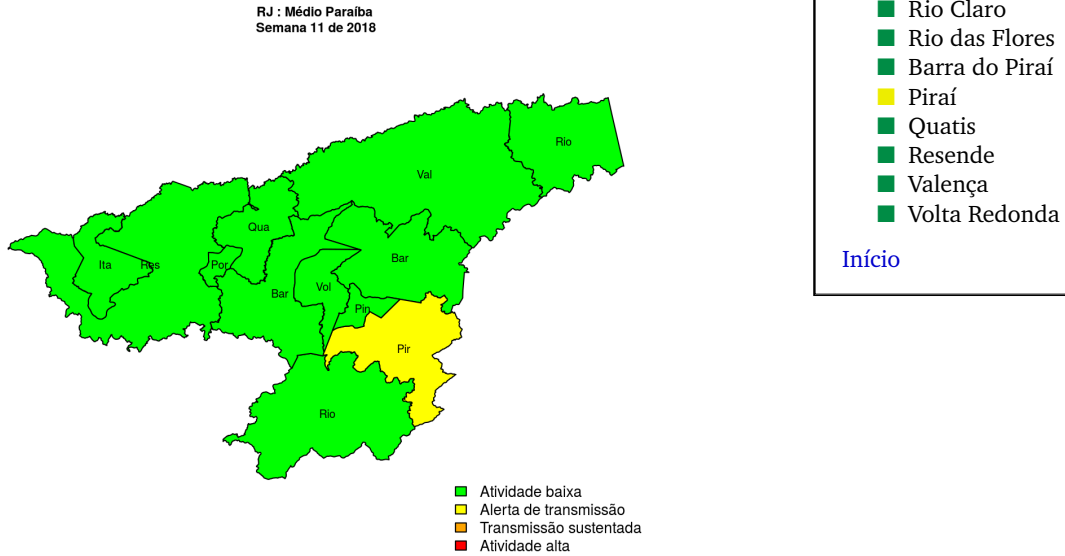 RJ : Médio Paraíba
Semana 11 de 2018
Rio
Val
Qua
Ita
Res
Por
Bar
Bar
Vol
Pin
Pir
Rio
Atividade baixa
Alerta de transmissão
Transmissão sustentada
Atividade alta
Rio Claro
Rio das Flores
Barra do Piraí
Piraí
Quatis
Resende
Valença
Volta Redonda
Início